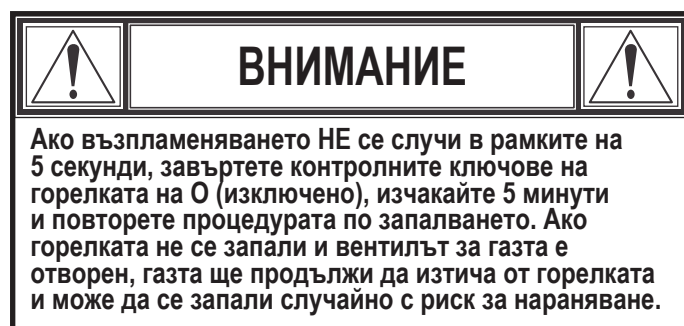 ВНИМАНИЕ
Ако възпламеняването НЕ се случи в рамките на
5 секунди, завъртете контролните ключове на
горелката на O (изключено), изчакайте 5 минути
и повторете процедурата по запалването. Ако
горелката не се запали и вентилът за газта е
отворен, газта ще продължи да изтича от горелката
и може да се запали случайно с риск за нараняване.